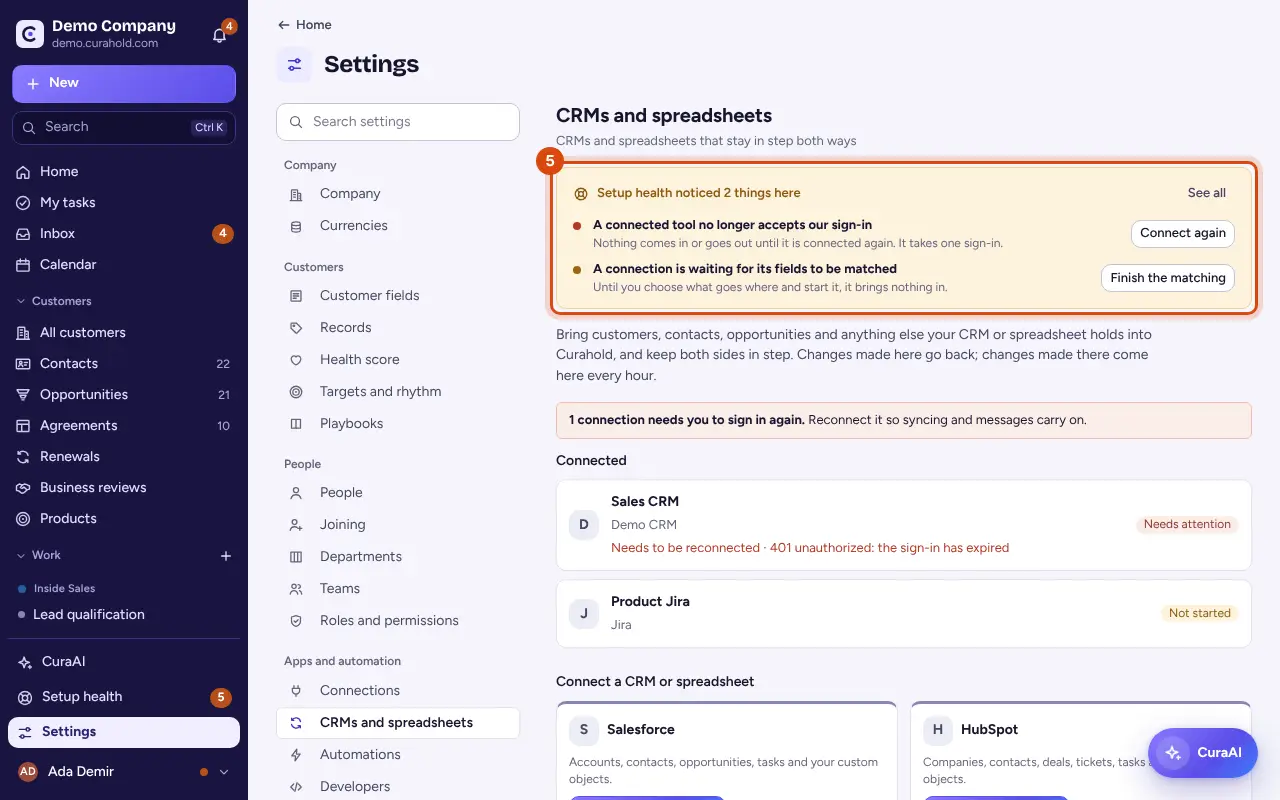 Demo Company
demo.curahold.com
4
New
Search
Ctrl K
Home
My tasks
Inbox
4
Calendar
Customers
All customers
Contacts
22
Opportunities
21
Agreements
10
Renewals
Business reviews
Products
Work
Inside Sales
Lead qualification
CuraAI
Setup health
5
Settings
AD
Ada Demir
Home
Settings
Search settings
Company
Company
Currencies
Customers
Customer fields
Records
Health score
Targets and rhythm
Playbooks
People
People
Joining
Departments
Teams
Roles and permissions
Apps and automation
Connections
CRMs and spreadsheets
Automations
Developers
CRMs and spreadsheets
CRMs and spreadsheets that stay in step both ways
5
Setup health noticed 2 things here
See all
A connected tool no longer accepts our sign-in
Nothing comes in or goes out until it is connected again. It takes one sign-in.
Connect again
A connection is waiting for its fields to be matched
Until you choose what goes where and start it, it brings nothing in.
Finish the matching
Bring customers, contacts, opportunities and anything else your CRM or spreadsheet holds into
Curahold, and keep both sides in step. Changes made here go back; changes made there come
here every hour.
1 connection needs you to sign in again. Reconnect it so syncing and messages carry on.
Connected
D
Sales CRM
Demo CRM
Needs to be reconnected · 401 unauthorized: the sign-in has expired
Needs attention
J
Product Jira
Jira
Not started
Connect a CRM or spreadsheet
S
Salesforce
Accounts, contacts, opportunities, tasks and your custom
objects.
H
HubSpot
Companies, contacts, deals, tickets, tasks
objects.
CuraAI